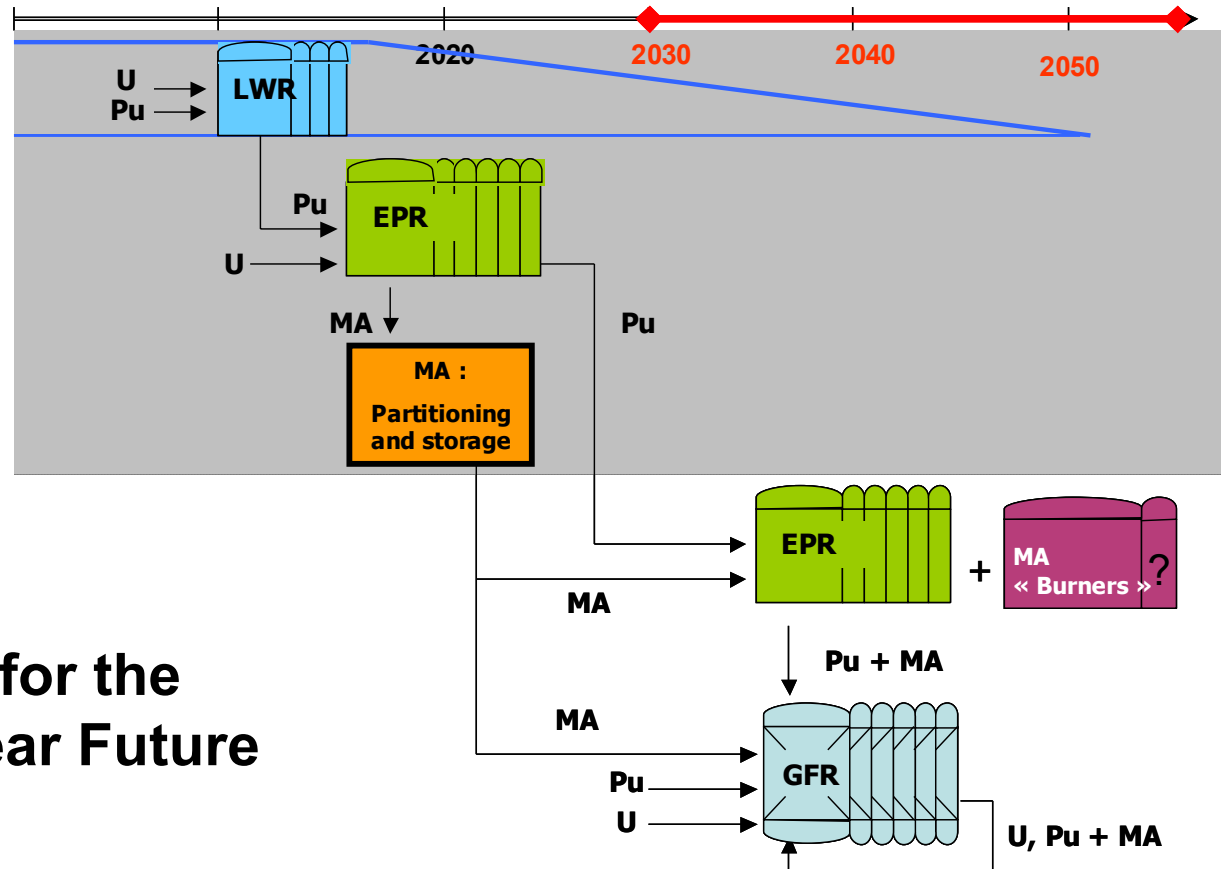 2020
2030
2040
2050
U
Pu
LWR
Pu
EPR
U
MA
Pu
MA :
Partitioning
and storage
EPR
+
MA
« Burners »
?
MA
Pu + MA
for the
MA
Future
Pu
GFR
U
U, Pu + MA